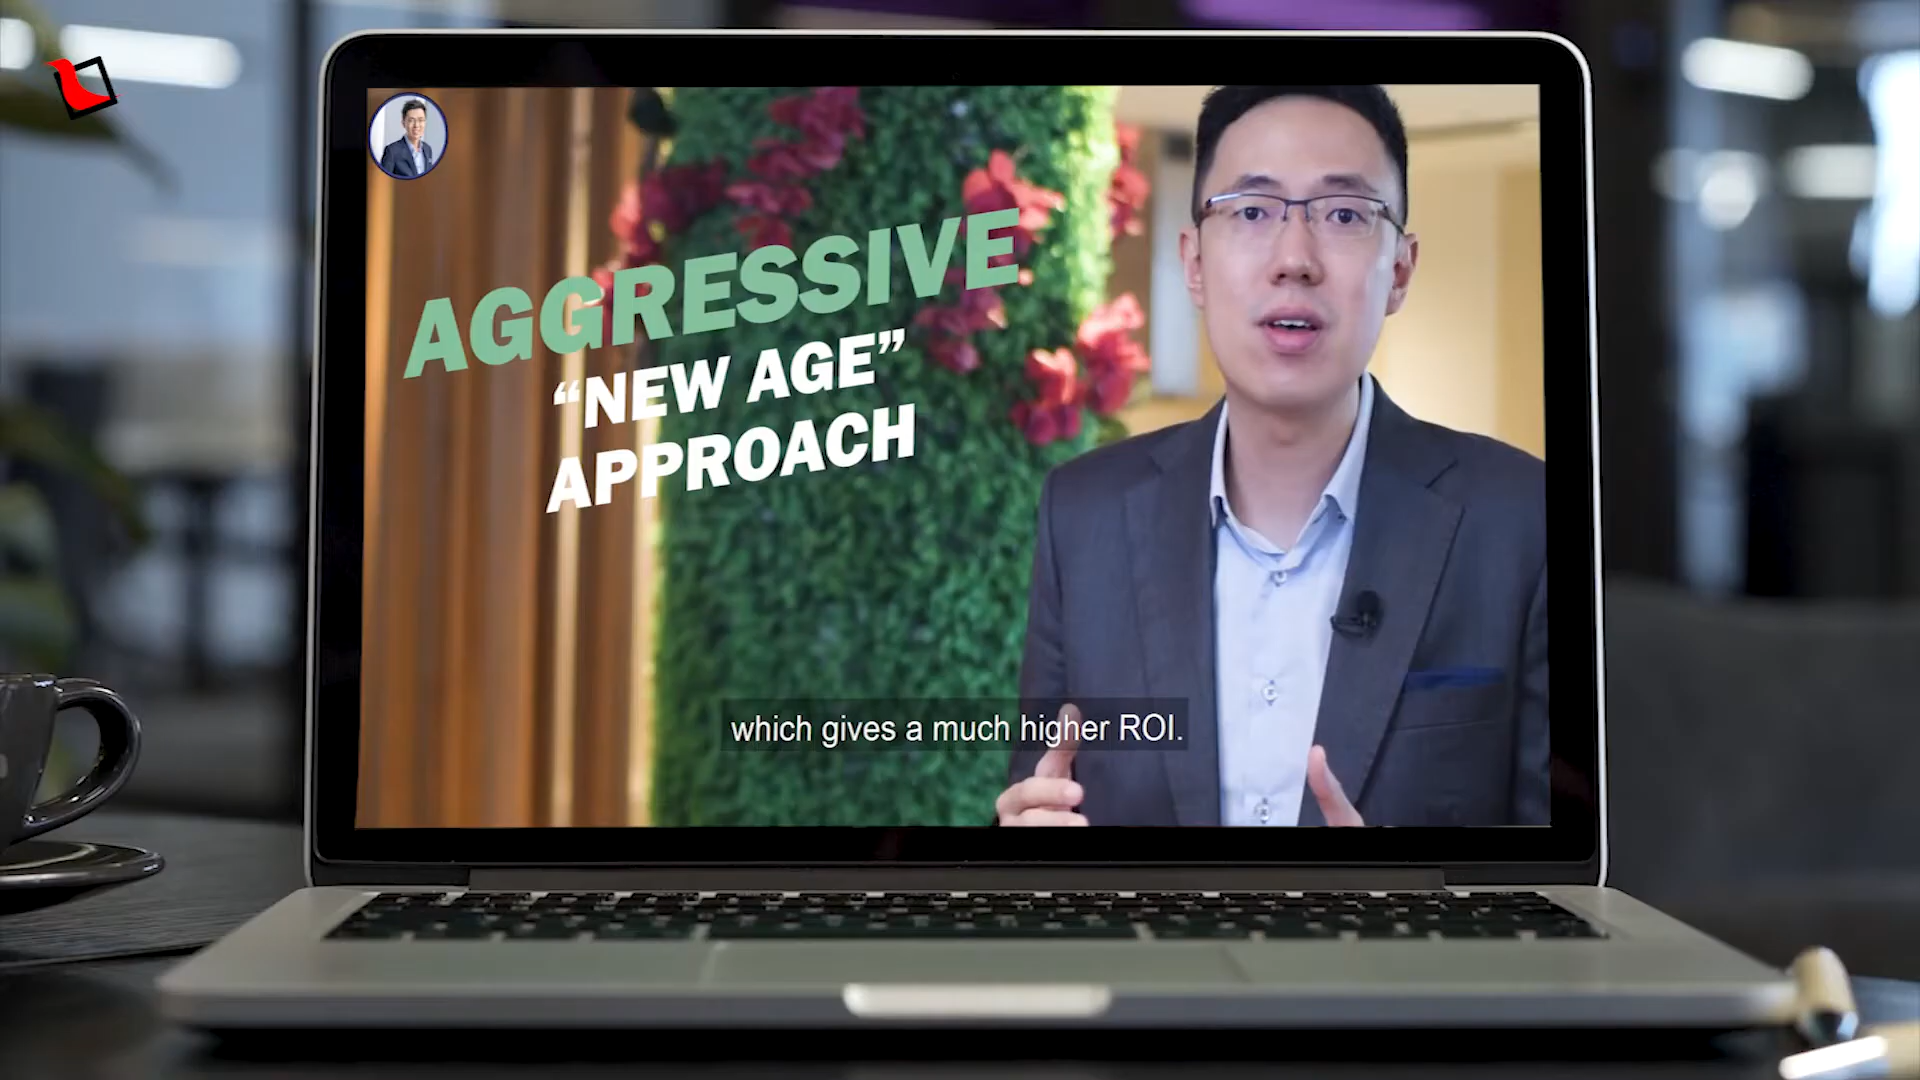 AGGRESSIVE
“NEW AGE”
APPROACH
which gives a much higher ROI.